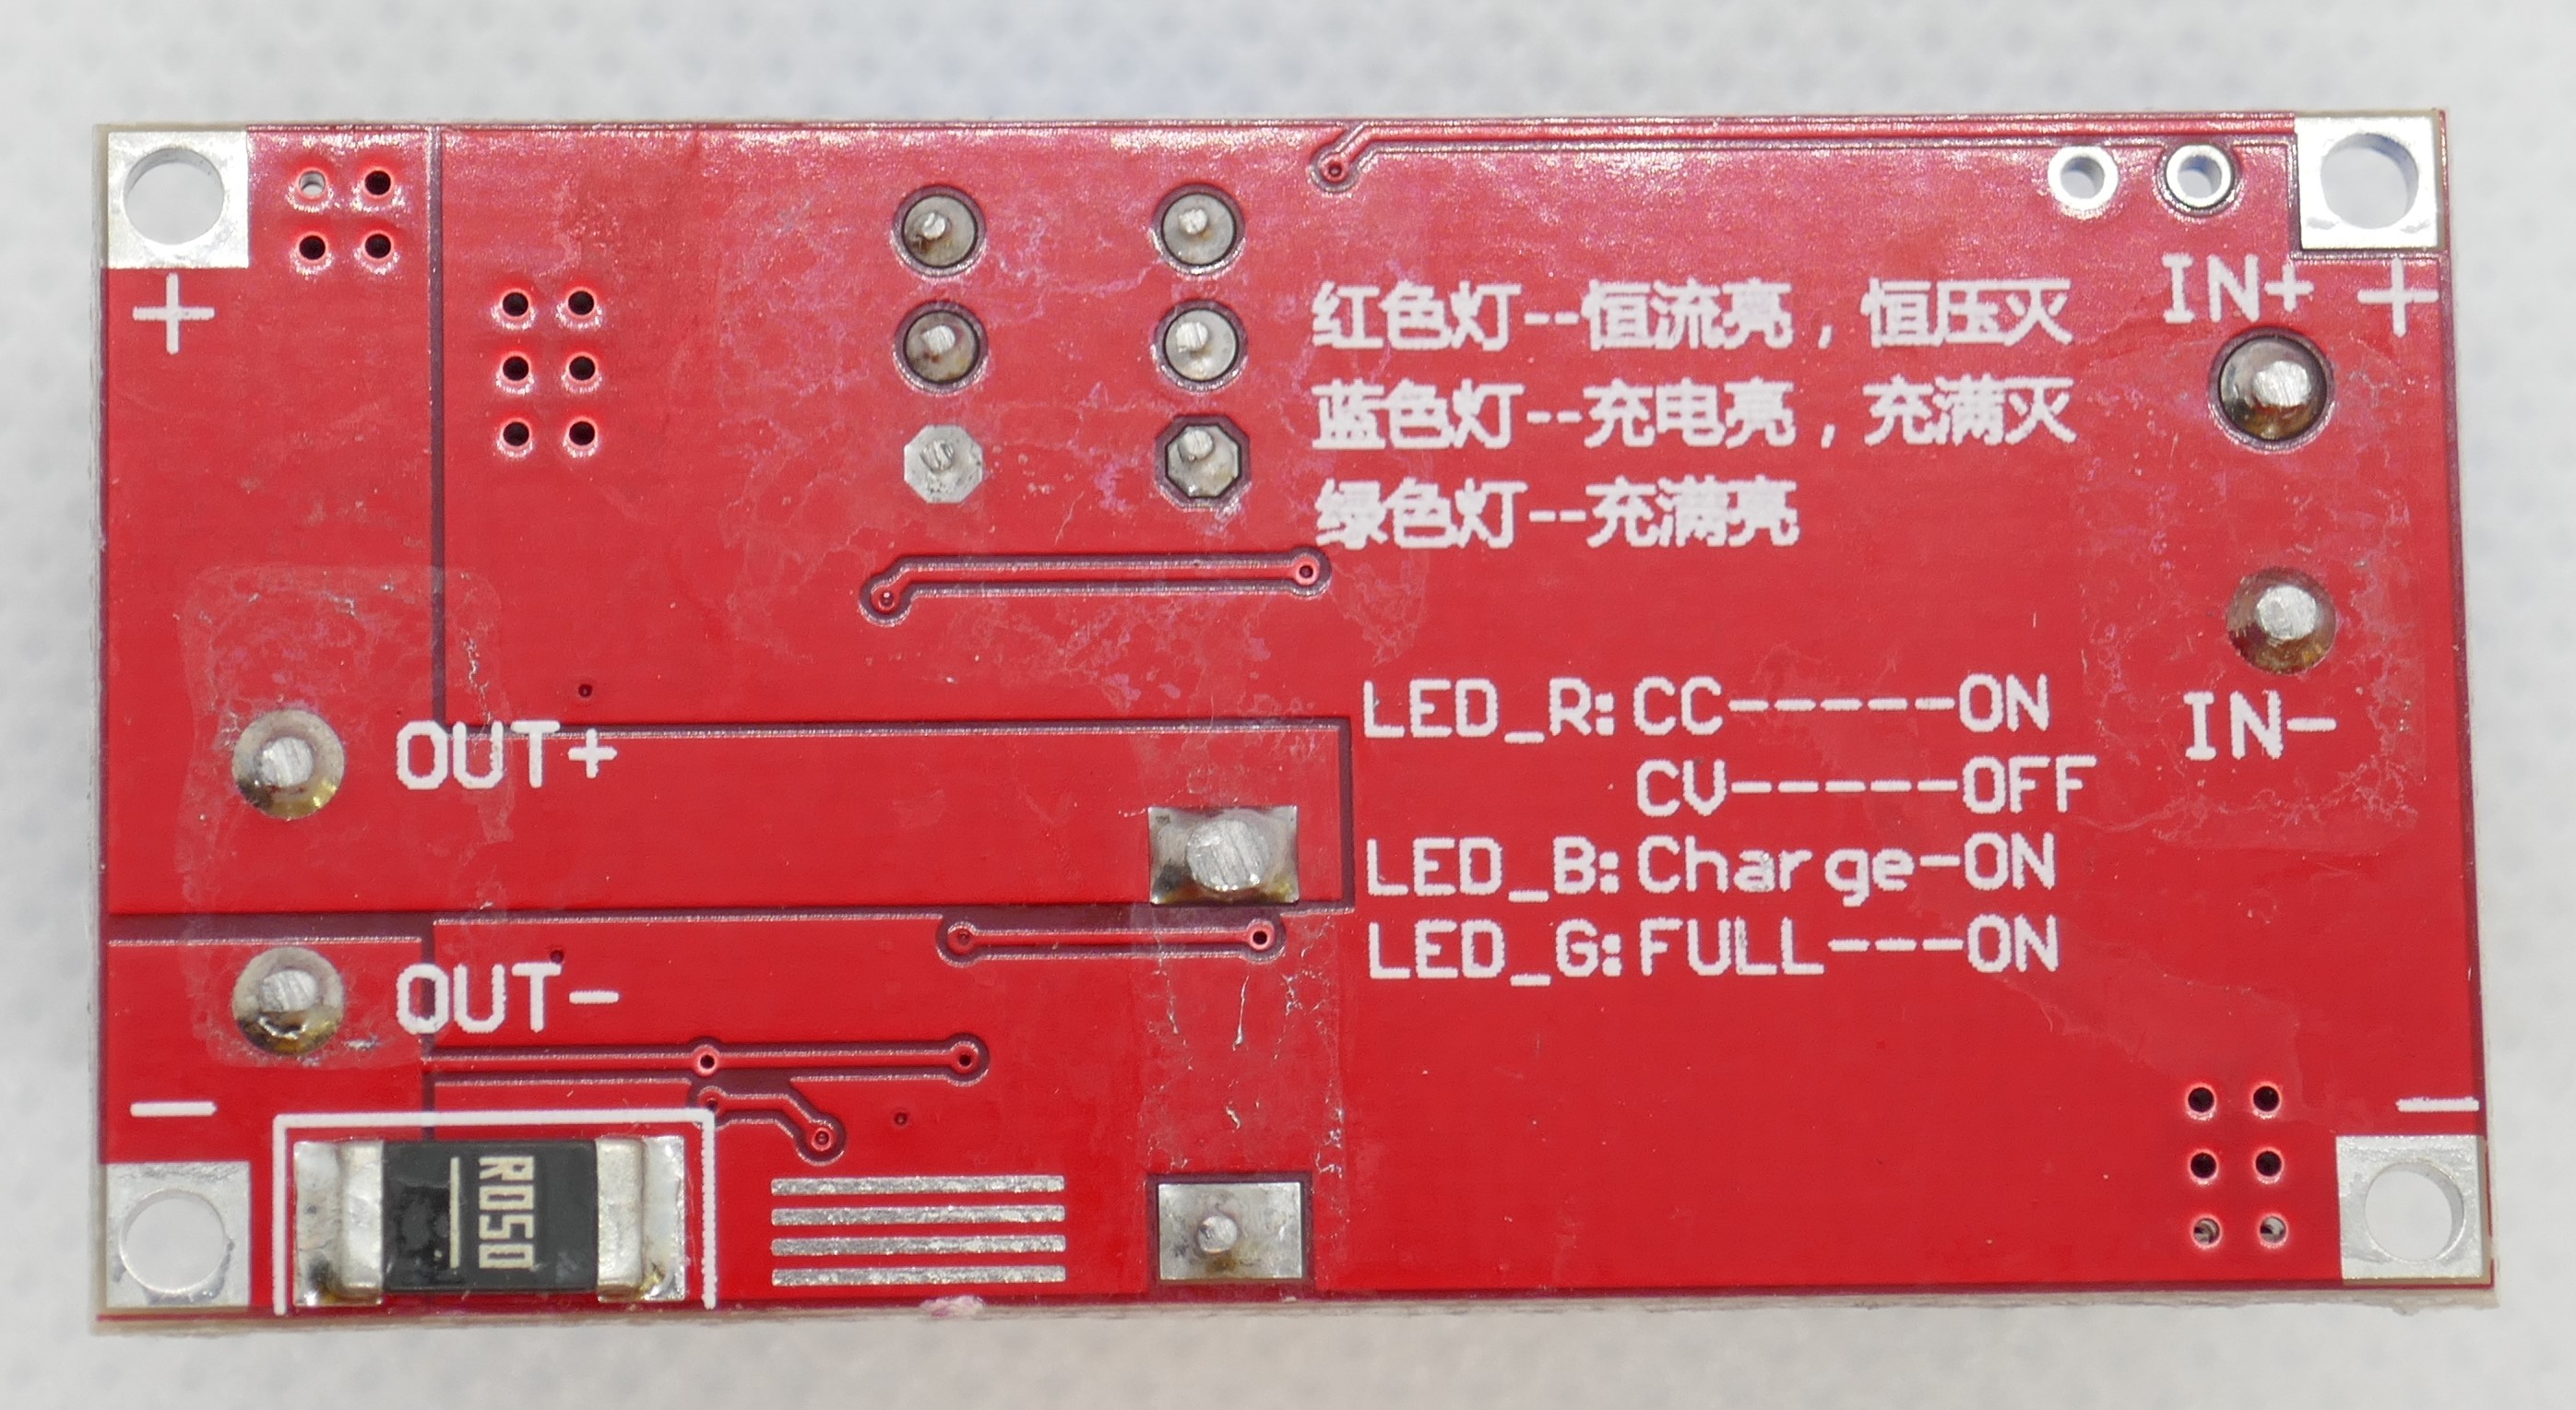 +
IN+ +
红色灯--恒流亮，恒压灭
蓝色灯--充电亮，充满灭
绿色灯--充满亮
OUT+
LED_R:CC-----ON
IN-
CV-----OFF
LED_B:Charge-ON
LED_G:FULL---ON
OUT-
-
-
R050